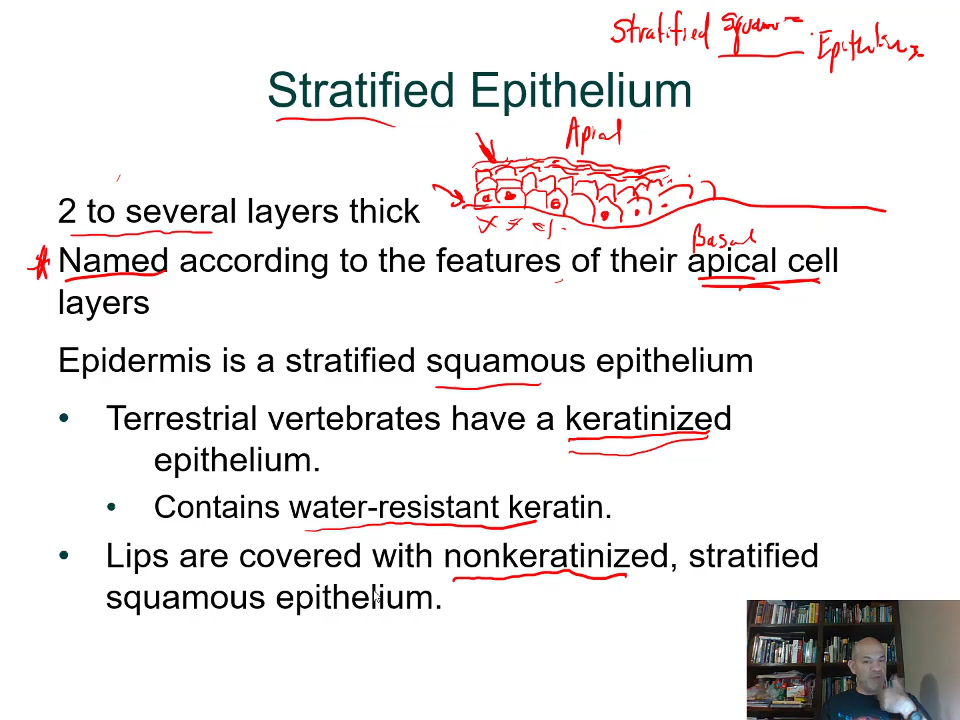 Stratified squamous Epithelium
Stratified Epithelium
Apical
2 to several layers thick
Basal
Named according to the features of their apical cell
layers
Epidermis is a stratified squamous epithelium
• Terrestrial vertebrates have a keratinized
epithelium.
• Contains water-resistant keratin.
• Lips are covered with nonkeratinized, stratified
squamous epithelium.